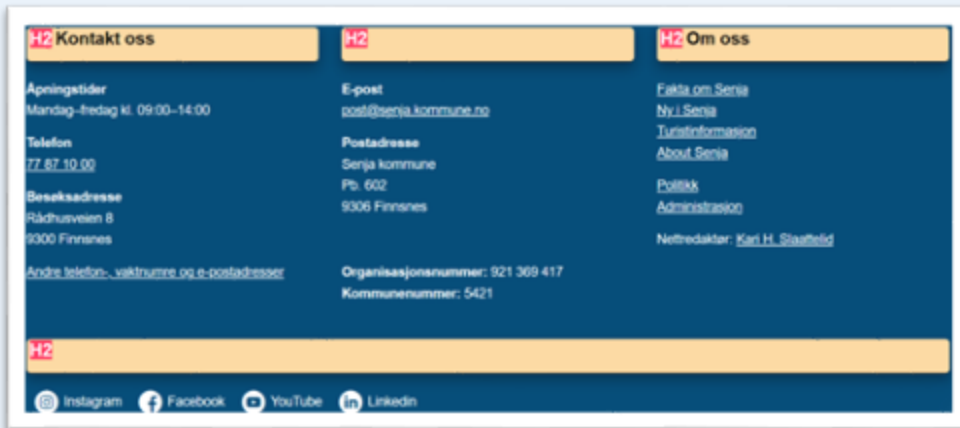 H2 Kontakt oss
Åpningstider
Mandag–fredag kl. 09:00–14:00
Telefon
77 87 10 00
Besøksadresse
Rådhusveien 8
9300 Finnsnes
Andre telefon-, vaktnumre og e-postadresser
H2
E-post
post@senja.kommune.no
Postadresse
Senja kommune
Pb. 602
9306 Finnsnes
Organisasjonsnummer: 921 369 417
Kommunenummer: 5421
H2 Om oss
Fakta om Senja
Ny i Senja
Turistinformasjon
About Senja
Politikk
Administrasjon
Nettredaktør: Kari H. Slaattelid
H2
Instagram Facebook YouTube Linkedin